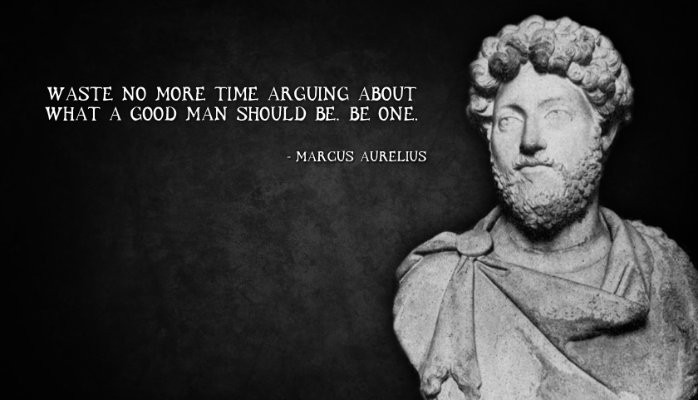 WASTE NO MORE TIME ARGUING ABOUT
WHAT A GOOD MAN SHOULD BE. BE ONE.
- MARCUS AURELIUS